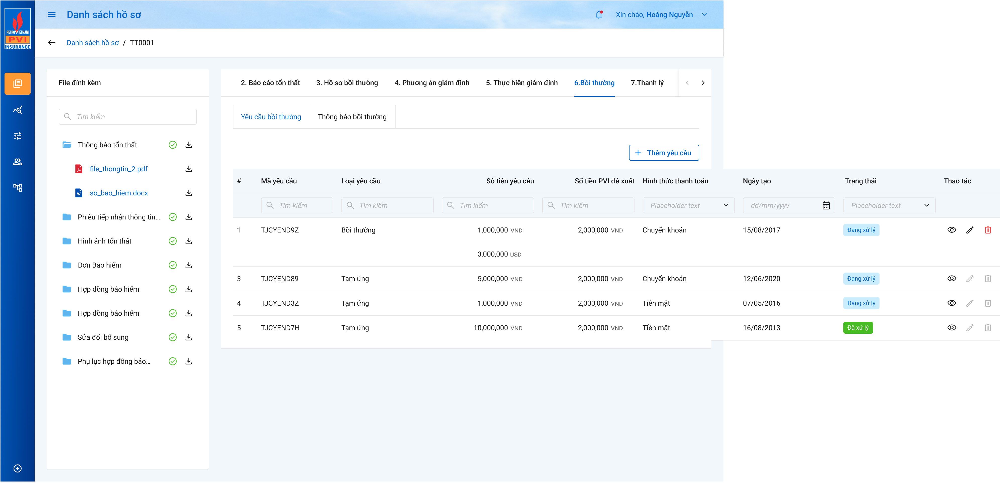 PETROVIETNAM
PVI
INSURANCE
Danh sách hồ sơ
Xin chào, Hoàng Nguyễn
Danh sách hồ sơ / TT0001
File đính kèm
Tìm kiếm
Thông báo tổn thất
file_thongtin_2.pdf
so_bao_hiem.docx
Phiếu tiếp nhận thông tin...
Hình ảnh tổn thất
Đơn Bảo hiểm
Hợp đồng bảo hiểm
Hợp đồng bảo hiểm
Sửa đổi bổ sung
Phụ lục hợp đồng bảo...
2. Báo cáo tổn thất 3. Hồ sơ bồi thường 4. Phương án giám định 5. Thực hiện giám định 6.Bồi thường 7.Thanh lý
Yêu cầu bồi thường Thông báo bồi thường
+ Thêm yêu cầu
# Mã yêu cầu Loại yêu cầu Số tiền yêu cầu Số tiền PVI đề xuất Hình thức thanh toán Ngày tạo Trạng thái Thao tác
Tìm kiếm Tìm kiếm Tìm kiếm Tìm kiếm Placeholder text dd/mm/yyyy Placeholder text
1 TJCYEND9Z Bồi thường 1,000,000 VND 2,000,000 VND Chuyển khoản 15/08/2017 Đang xử lý
3,000,000 USD
3 TJCYEND89 Tạm ứng 5,000,000 VND 2,000,000 VND Chuyển khoản 12/06/2020 Đang xử lý
4 TJCYEND3Z Tạm ứng 1,000,000 VND 2,000,000 VND Tiền mặt 07/05/2016 Đang xử lý
5 TJCYEND7H Tạm ứng 10,000,000 VND 2,000,000 VND Tiền mặt 16/08/2013 Đã xử lý